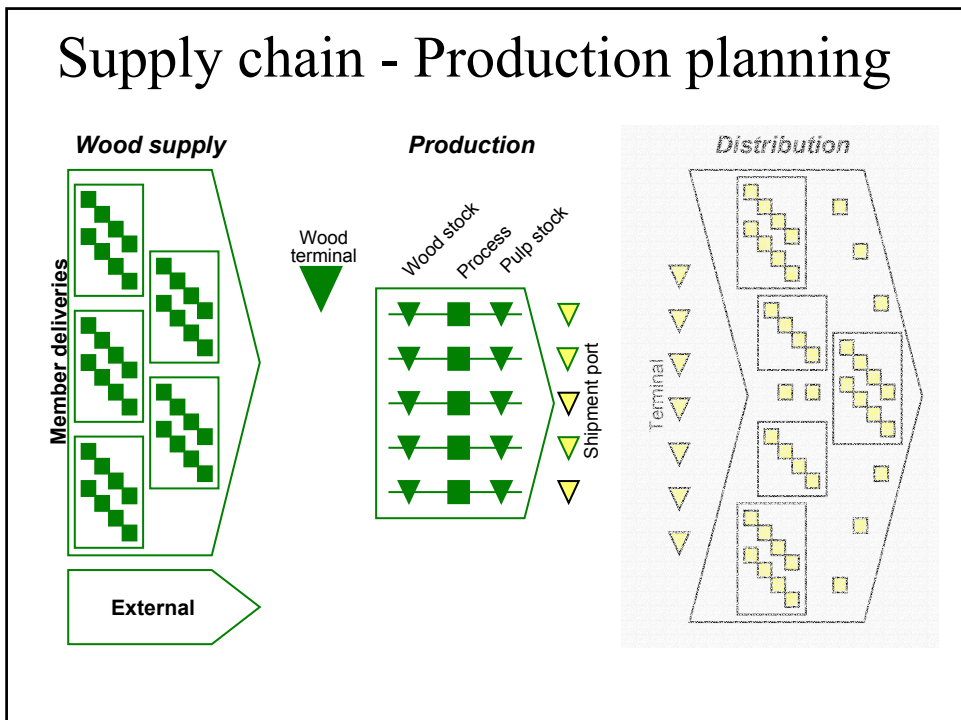 Supply chain - Production planning
Wood supply
Production
Distribution
Member deliveries
Wood
terminal
Wood stock
Process
Pulp stock
Shipment port
Terminal
External